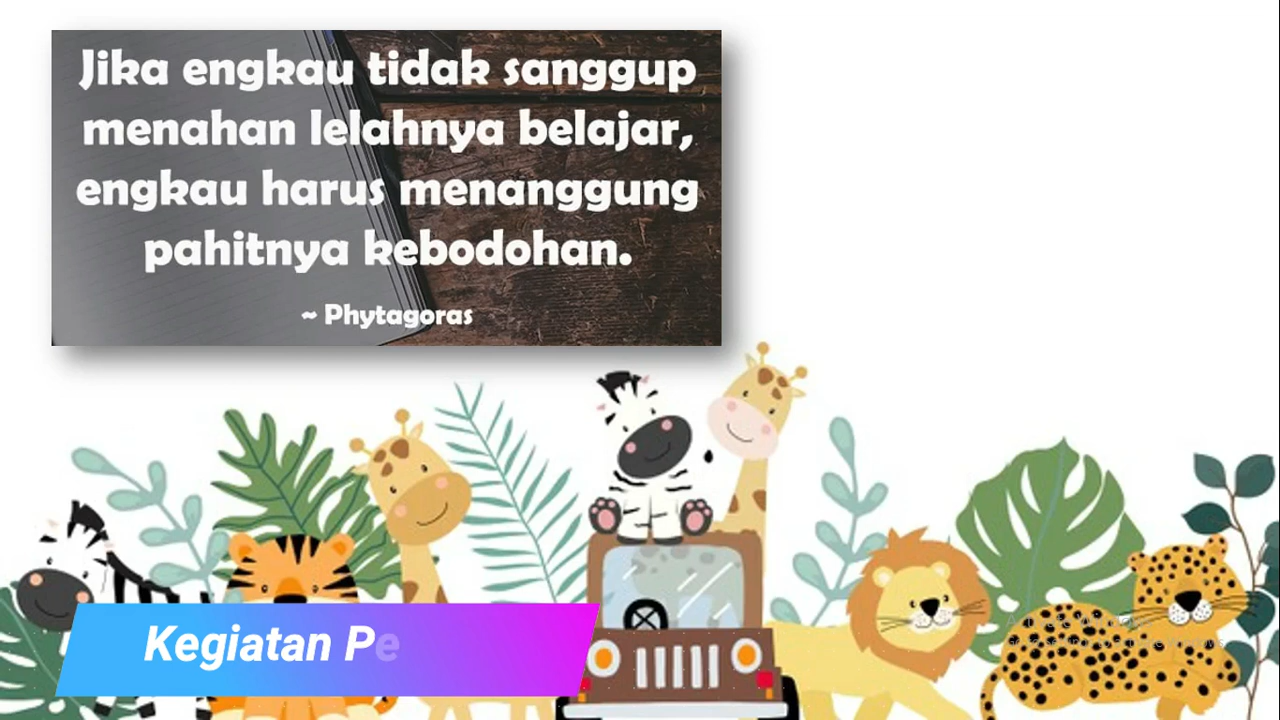 Jika engkau tidak sanggup
menahan lelahnya belajar,
engkau harus menanggung
pahitnya kebodohan.
~ Phytagoras
Kegiatan Pe